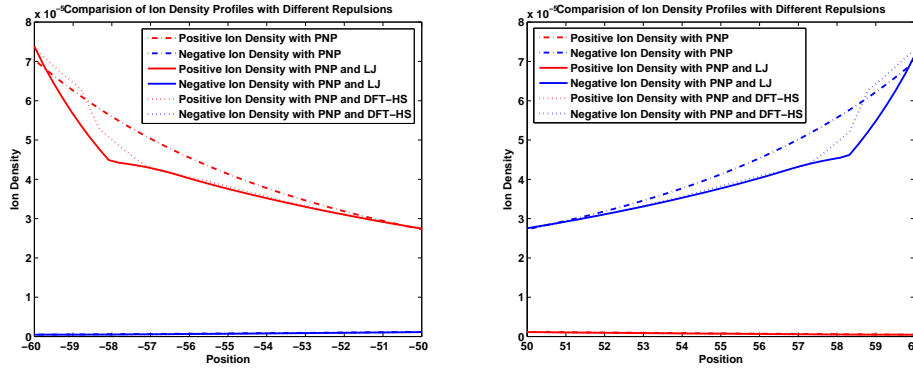 x 10⁻⁵ Comparision of Ion Density Profiles with Different Repulsions
Positive Ion Density with PNP
Negative Ion Density with PNP
Positive Ion Density with PNP and LJ
Negative Ion Density with PNP and LJ
Positive Ion Density with PNP and DFT−HS
Negative Ion Density with PNP and DFT−HS
8
7
6
5
4
3
2
1
0
Ion Density
−60 −59 −58 −57 −56 −55 −54 −53 −52 −51 −50
Position
x 10⁻⁵ Comparision of Ion Density Profiles with Different Repulsions
Positive Ion Density with PNP
Negative Ion Density with PNP
Positive Ion Density with PNP and LJ
Negative Ion Density with PNP and LJ
Positive Ion Density with PNP and DFT−HS
Negative Ion Density with PNP and DFT−HS
8
7
6
5
4
3
2
1
0
Ion Density
50 51 52 53 54 55 56 57 58 59
Position